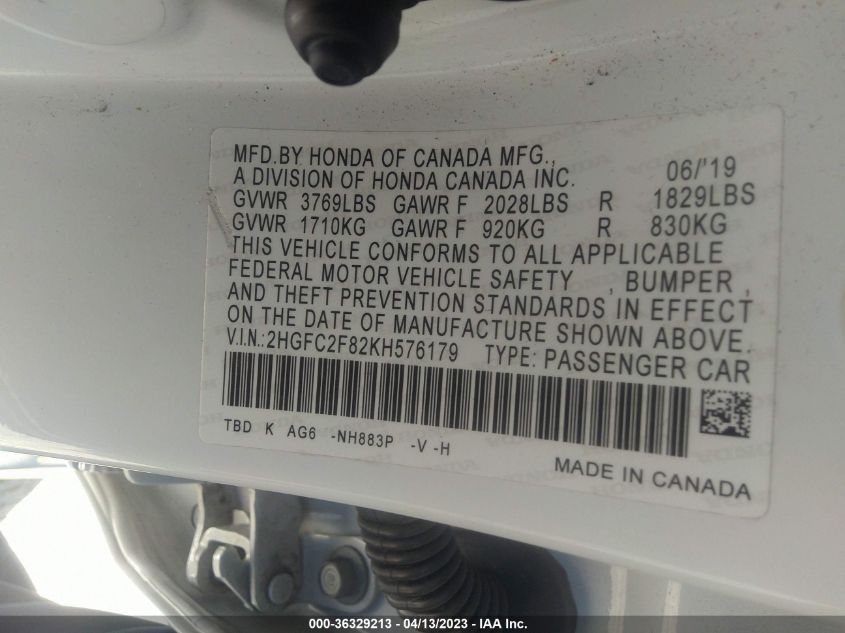 MFD.BY HONDA OF CANADA MFG., 06/'19
A DIVISION OF HONDA CANADA INC.
GVWR 3769LBS GAWR F 2028LBS R 1829LBS
GVWR 1710KG GAWR F 920KG R 830KG
THIS VEHICLE CONFORMS TO ALL APPLICABLE
FEDERAL MOTOR VEHICLE SAFETY , BUMPER ,
AND THEFT PREVENTION STANDARDS IN EFFECT
ON THE DATE OF MANUFACTURE SHOWN ABOVE.
V.I.N.: 2HGFC2F82KH576179 TYPE: PASSENGER CAR
TBD K AG6 -NH883P -V -H
MADE IN CANADA
000-36329213 - 04/13/2023 - IAA Inc.